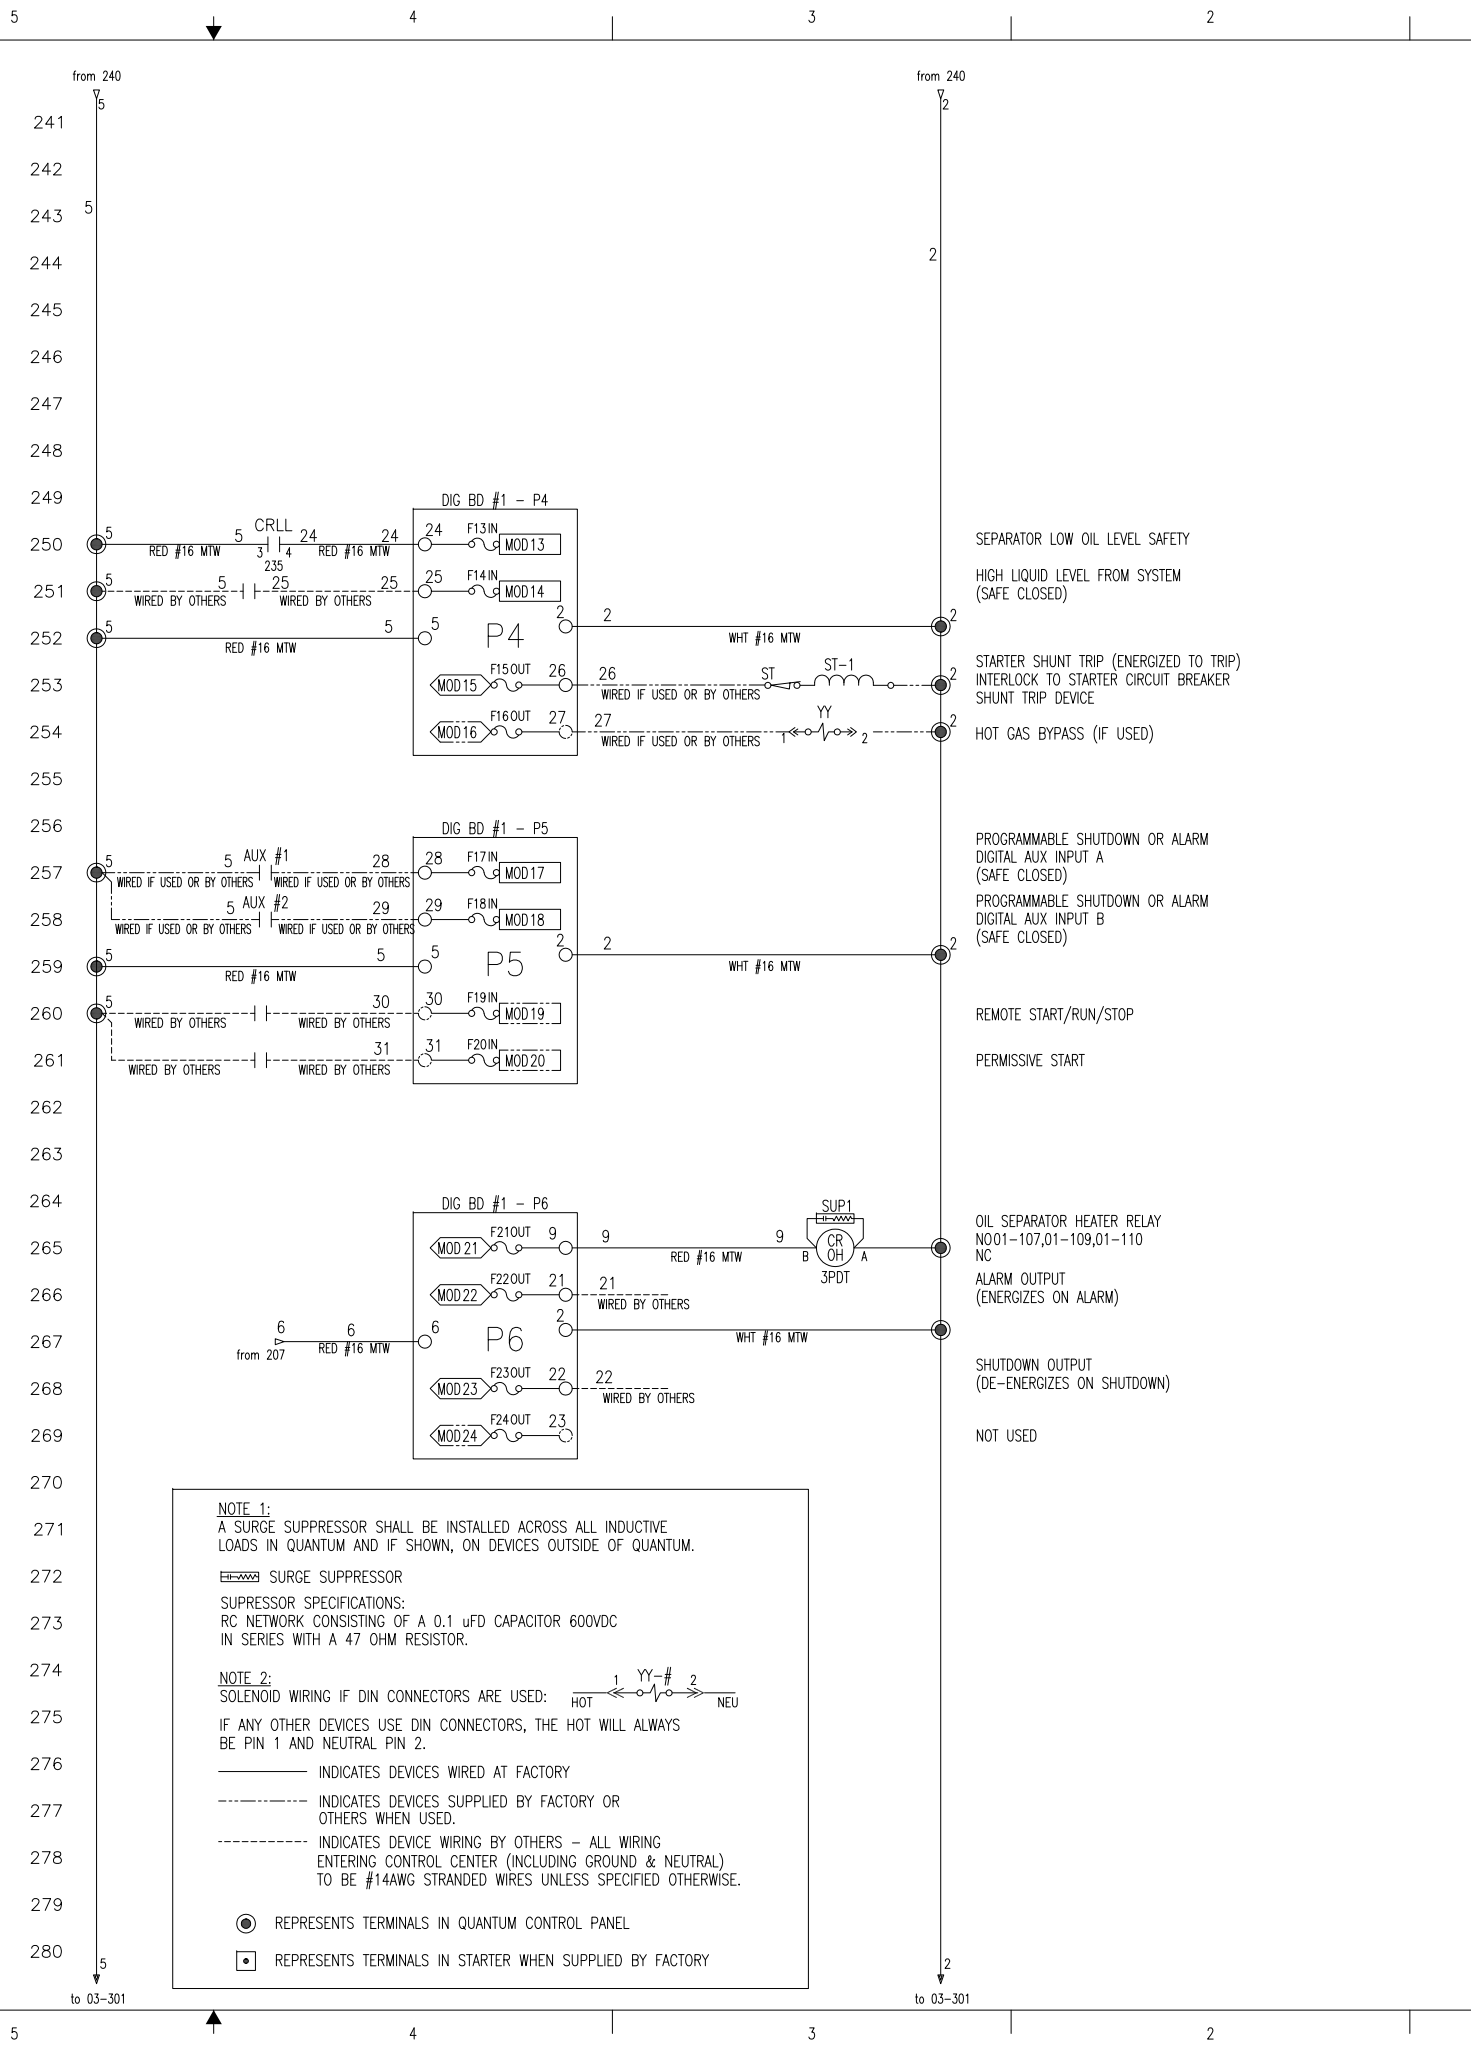 5 4 3 2
from 240 from 240
5 2
241
242
243 5
244 2
245
246
247
248
249 DIG BD #1 - P4
250 5 5 CRLL 24 24 24 F13IN MOD13 SEPARATOR LOW OIL LEVEL SAFETY
RED #16 MTW 3 4 RED #16 MTW
235
251 5 5 25 25 25 F14IN MOD14 HIGH LIQUID LEVEL FROM SYSTEM
WIRED BY OTHERS WIRED BY OTHERS (SAFE CLOSED)
252 5 5 5 P4 2 2 2
RED #16 MTW WHT #16 MTW
253 MOD15 F15OUT 26 26 ST ST-1 2 STARTER SHUNT TRIP (ENERGIZED TO TRIP)
WIRED IF USED OR BY OTHERS INTERLOCK TO STARTER CIRCUIT BREAKER
SHUNT TRIP DEVICE
254 MOD16 F16OUT 27 27 YY 2 HOT GAS BYPASS (IF USED)
WIRED IF USED OR BY OTHERS 1 2
255
256 DIG BD #1 - P5
257 5 5 AUX #1 28 28 F17IN MOD17 PROGRAMMABLE SHUTDOWN OR ALARM
WIRED IF USED OR BY OTHERS WIRED IF USED OR BY OTHERS DIGITAL AUX INPUT A
(SAFE CLOSED)
258 5 AUX #2 29 29 F18IN MOD18 PROGRAMMABLE SHUTDOWN OR ALARM
WIRED IF USED OR BY OTHERS WIRED IF USED OR BY OTHERS DIGITAL AUX INPUT B
(SAFE CLOSED)
259 5 5 5 P5 2 2 2
RED #16 MTW WHT #16 MTW
260 5 30 30 F19IN MOD19 REMOTE START/RUN/STOP
WIRED BY OTHERS WIRED BY OTHERS
261 31 31 F20IN MOD20 PERMISSIVE START
WIRED BY OTHERS WIRED BY OTHERS
262
263
264 DIG BD #1 - P6 SUP1
265 MOD21 F21OUT 9 9 9 CR OH OIL SEPARATOR HEATER RELAY
RED #16 MTW B A NO01-107,01-109,01-110
3PDT NC
266 MOD22 F22OUT 21 21 ALARM OUTPUT
WIRED BY OTHERS (ENERGIZES ON ALARM)
267 6 6 6 P6 2
from 207 RED #16 MTW WHT #16 MTW
268 MOD23 F23OUT 22 22 SHUTDOWN OUTPUT
WIRED BY OTHERS (DE-ENERGIZES ON SHUTDOWN)
269 MOD24 F24OUT 23 NOT USED
270
271
272
273
274
275
276
277
278
279
280
NOTE 1:
A SURGE SUPPRESSOR SHALL BE INSTALLED ACROSS ALL INDUCTIVE
LOADS IN QUANTUM AND IF SHOWN, ON DEVICES OUTSIDE OF QUANTUM.
SURGE SUPPRESSOR
SUPRESSOR SPECIFICATIONS:
RC NETWORK CONSISTING OF A 0.1 uFD CAPACITOR 600VDC
IN SERIES WITH A 47 OHM RESISTOR.
NOTE 2:
SOLENOID WIRING IF DIN CONNECTORS ARE USED: HOT 1 YY-# 2 NEU
IF ANY OTHER DEVICES USE DIN CONNECTORS, THE HOT WILL ALWAYS
BE PIN 1 AND NEUTRAL PIN 2.
INDICATES DEVICES WIRED AT FACTORY
INDICATES DEVICES SUPPLIED BY FACTORY OR
OTHERS WHEN USED.
INDICATES DEVICE WIRING BY OTHERS - ALL WIRING
ENTERING CONTROL CENTER (INCLUDING GROUND & NEUTRAL)
TO BE #14AWG STRANDED WIRES UNLESS SPECIFIED OTHERWISE.
REPRESENTS TERMINALS IN QUANTUM CONTROL PANEL
REPRESENTS TERMINALS IN STARTER WHEN SUPPLIED BY FACTORY
5 2
to 03-301 to 03-301
5 4 3 2